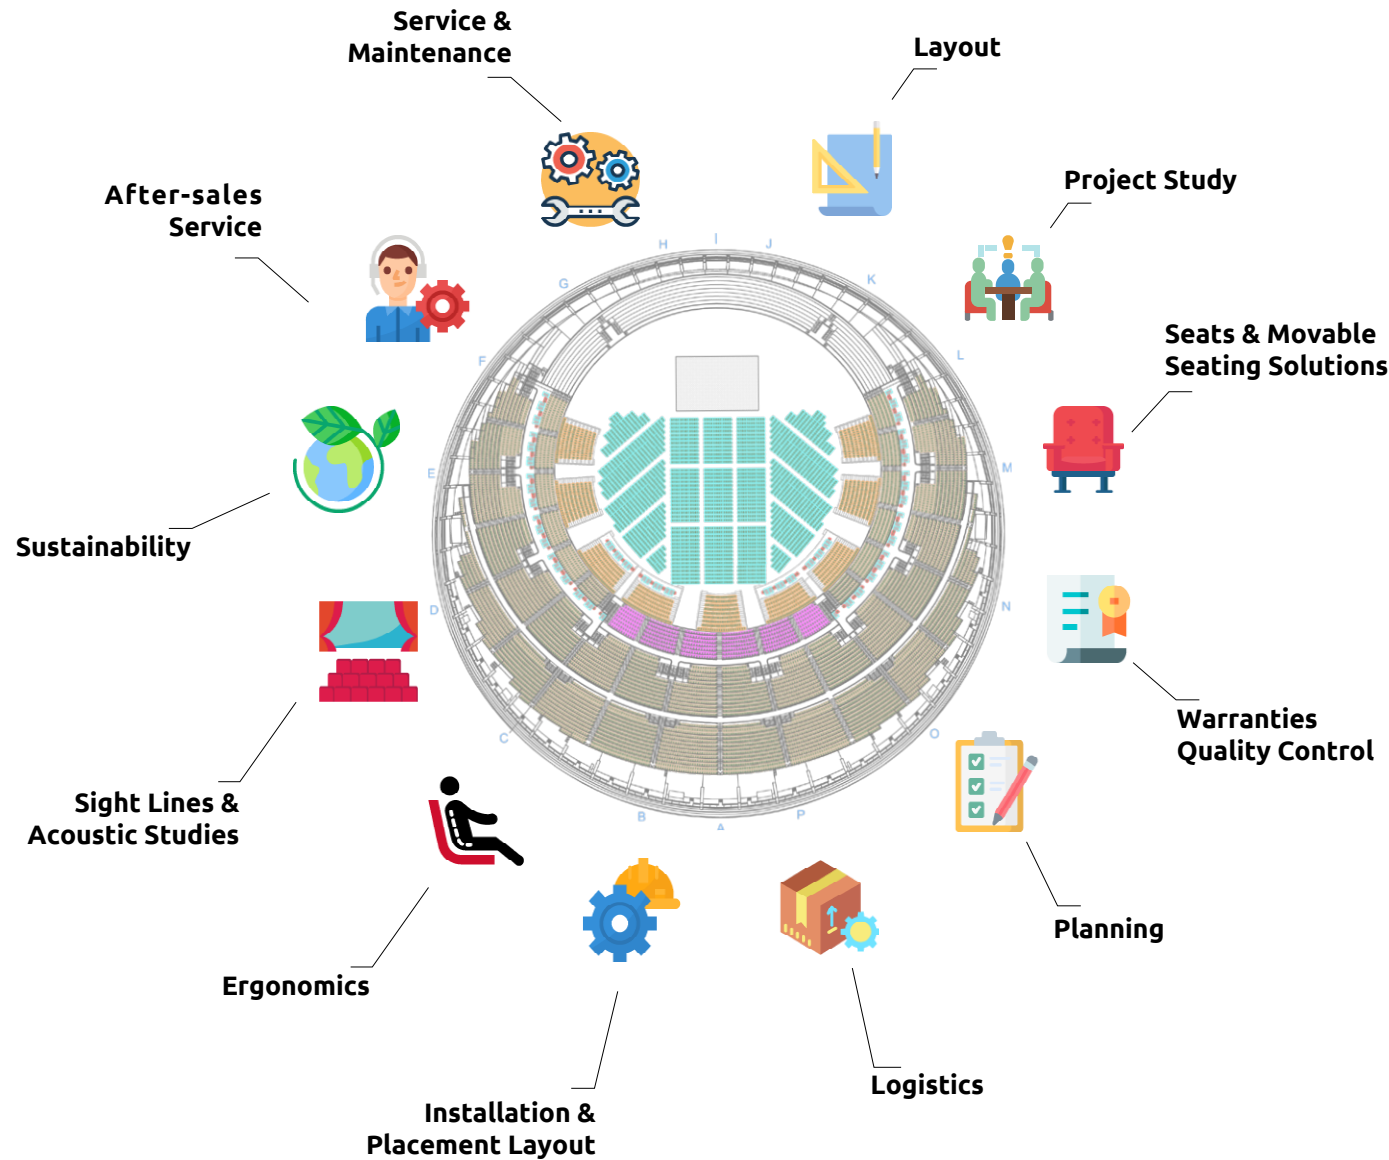 Service &
Maintenance
Layout
After-sales
Service
Project Study
H
I
J
G
K
Seats & Movable
Seating Solutions
F
L
E
M
Sustainability
D
N
Warranties
Quality Control
C
O
Sight Lines &
Acoustic Studies
B
A
P
Planning
Ergonomics
Logistics
Installation &
Placement Layout